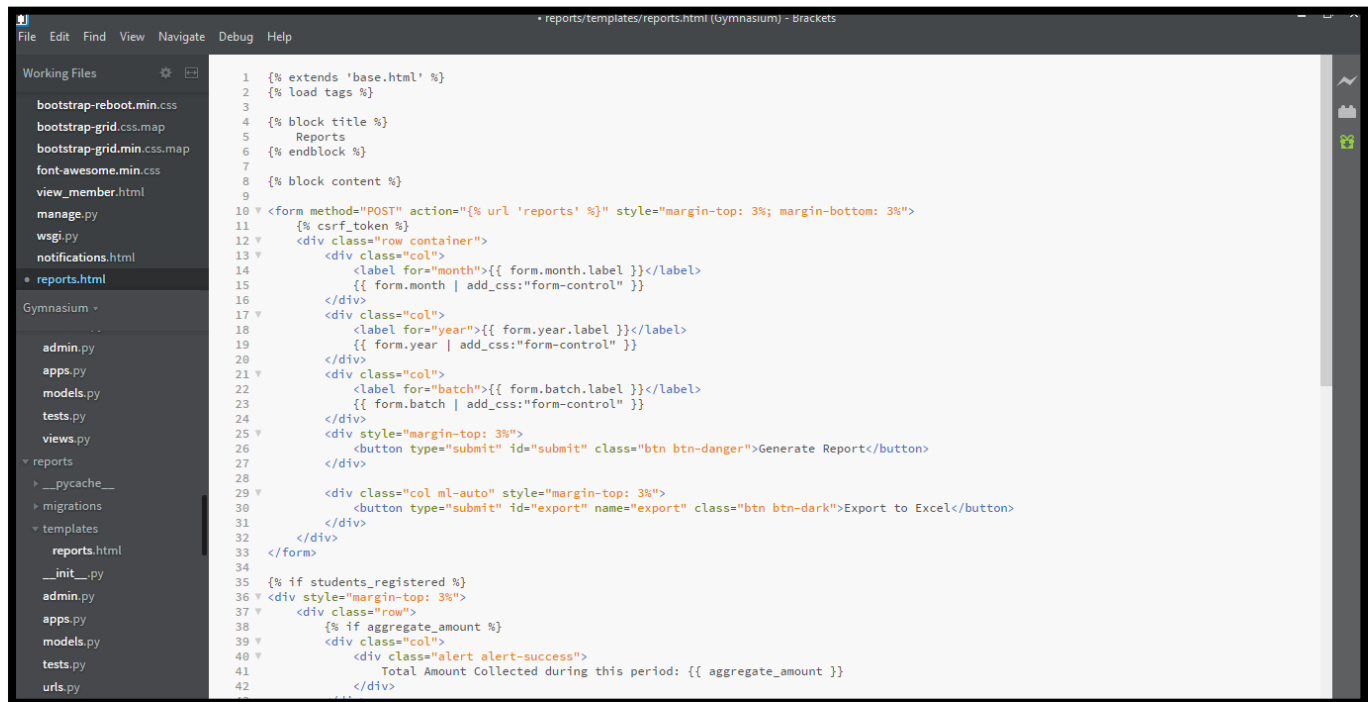 • reports/templates/reports.html (Gymnasium) - Brackets
File Edit Find View Navigate Debug Help
Working Files
bootstrap-reboot.min.css
bootstrap-grid.css.map
bootstrap-grid.min.css.map
font-awesome.min.css
view_member.html
manage.py
wsgi.py
notifications.html
• reports.html
Gymnasium
admin.py
apps.py
models.py
tests.py
views.py
reports
__pycache__
migrations
templates
reports.html
__init__.py
admin.py
apps.py
models.py
tests.py
urls.py
1 {% extends 'base.html' %}
2 {% load tags %}
3
4 {% block title %}
5     Reports
6 {% endblock %}
7
8 {% block content %}
9
10 <form method="POST" action="{% url 'reports' %}" style="margin-top: 3%; margin-bottom: 3%">
11     {% csrf_token %}
12     <div class="row container">
13         <div class="col">
14             <label for="month">{{ form.month.label }}</label>
15             {{ form.month | add_css:"form-control" }}
16         </div>
17         <div class="col">
18             <label for="year">{{ form.year.label }}</label>
19             {{ form.year | add_css:"form-control" }}
20         </div>
21         <div class="col">
22             <label for="batch">{{ form.batch.label }}</label>
23             {{ form.batch | add_css:"form-control" }}
24         </div>
25         <div style="margin-top: 3%">
26             <button type="submit" id="submit" class="btn btn-danger">Generate Report</button>
27         </div>
28
29         <div class="col ml-auto" style="margin-top: 3%">
30             <button type="submit" id="export" name="export" class="btn btn-dark">Export to Excel</button>
31         </div>
32     </div>
33 </form>
34
35 {% if students_registered %}
36 <div style="margin-top: 3%">
37     <div class="row">
38         {% if aggregate_amount %}
39         <div class="col">
40             <div class="alert alert-success">
41                 Total Amount Collected during this period: {{ aggregate_amount }}
42             </div>